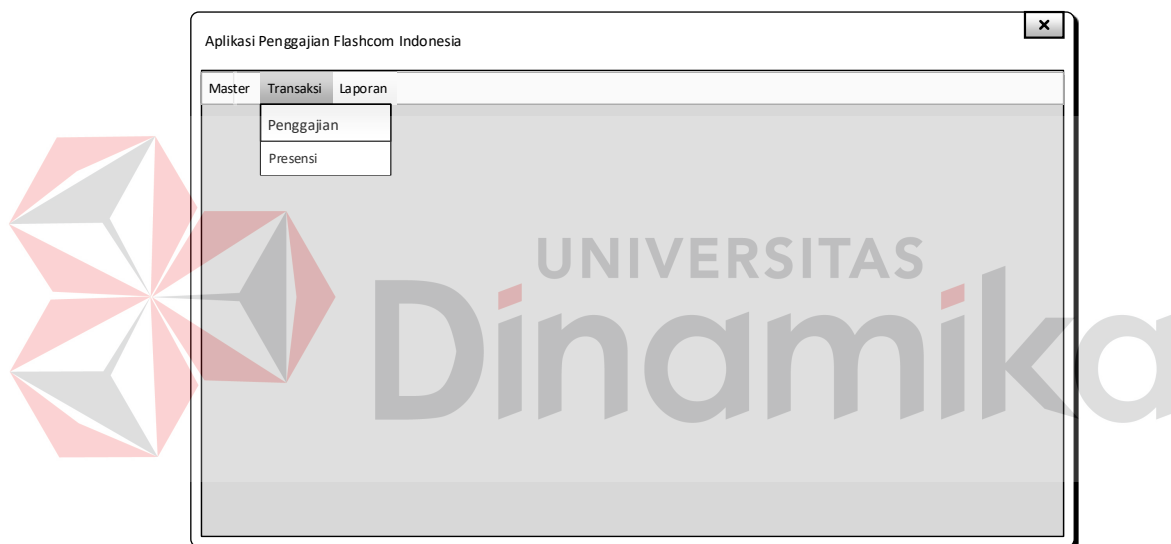 Aplikasi Penggajian Flashcom Indonesia
Master Transaksi Laporan
Penggajian
Presensi
UNIVERSITAS
Dinamika